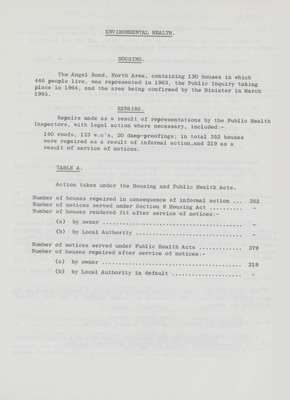 ENVIRONMENTAL HEALTH.
HOUSING.
The Angel Road, North Area, containing 130 houses in which
446 people live, was represented in 1963, the Public Inquiry taking
place in 1964, and the area being confirmed by the Minister in March
1965.
REPAIRS.
Repairs made as a result of representations by the Public Health
Inspectors, with legal action where necessary, included:-
140 roofs, 123 w.c's, 20 damp-proofings; in total 352 houses
were repaired as a result of informal action, and 219 as a
result of service of notices.
TABLE A.
Action taken under the Housing and Public Health Acts.
Number of houses repaired in consequence of informal action ... 352
Number of notices served under Section 9 Housing Act .......... -
Number of houses rendered fit after service of notices:-
(a) by owner ........................................... -
(b) by Local Authority ................................. -
Number of notices served under Public Health Acts ............. 378
Number of houses repaired after service of notices:-
(a) by owner ........................................... 219
(b) by Local Authority in default ...................... -